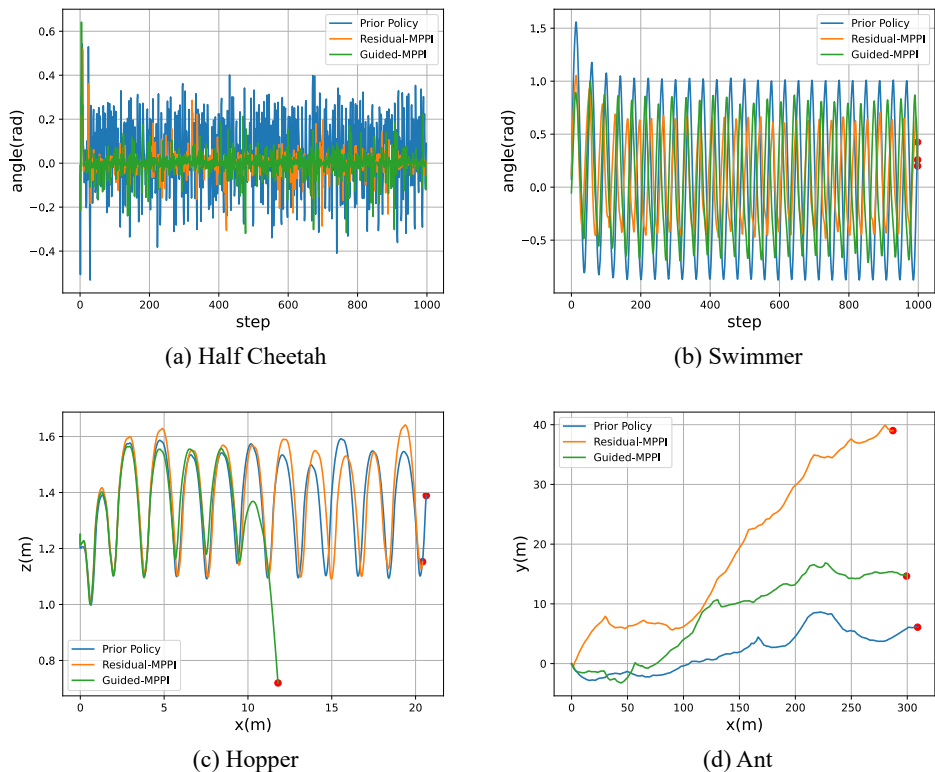 Prior Policy
Residual-MPPI
Guided-MPPI
0.6
0.4
0.2
0.0
−0.2
−0.4
angle(rad)
0 200 400 600 800 1000
step
(a) Half Cheetah
Prior Policy
Residual-MPPI
Guided-MPPI
1.5
1.0
0.5
0.0
−0.5
angle(rad)
0 200 400 600 800 1000
step
(b) Swimmer
1.6
1.4
1.2
1.0
0.8
z(m)
Prior Policy
Residual-MPPI
Guided-MPPI
0 5 10 15 20
x(m)
(c) Hopper
Prior Policy
Residual-MPPI
Guided-MPPI
40
30
20
10
0
y(m)
0 50 100 150 200 250 300
x(m)
(d) Ant